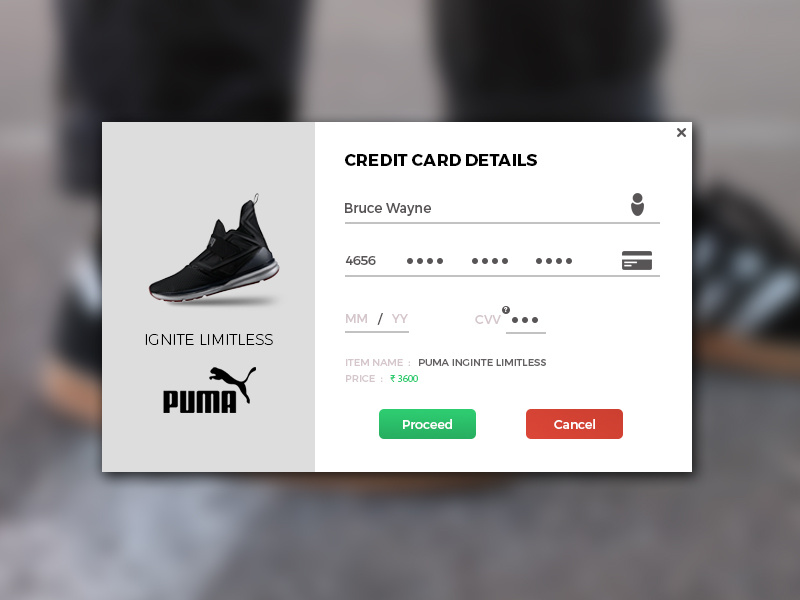 ×
CREDIT CARD DETAILS
Bruce Wayne
4656 •••• •••• ••••
MM / YY CVV ? •••
ITEM NAME : PUMA INGINTE LIMITLESS
PRICE : ₹ 3600
Proceed Cancel
IGNITE LIMITLESS
PUMA